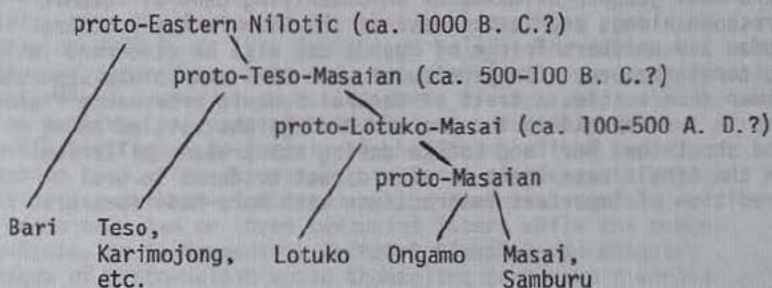 proto-Eastern Nilotic (ca. 1000 B. C.?)
proto-Teso-Masaian (ca. 500-100 B. C.?)
proto-Lotuko-Masai (ca. 100-500 A. D.?)
proto-Masaian
Bari Teso, Karimojong, etc. Lotuko Ongamo Masai, Samburu